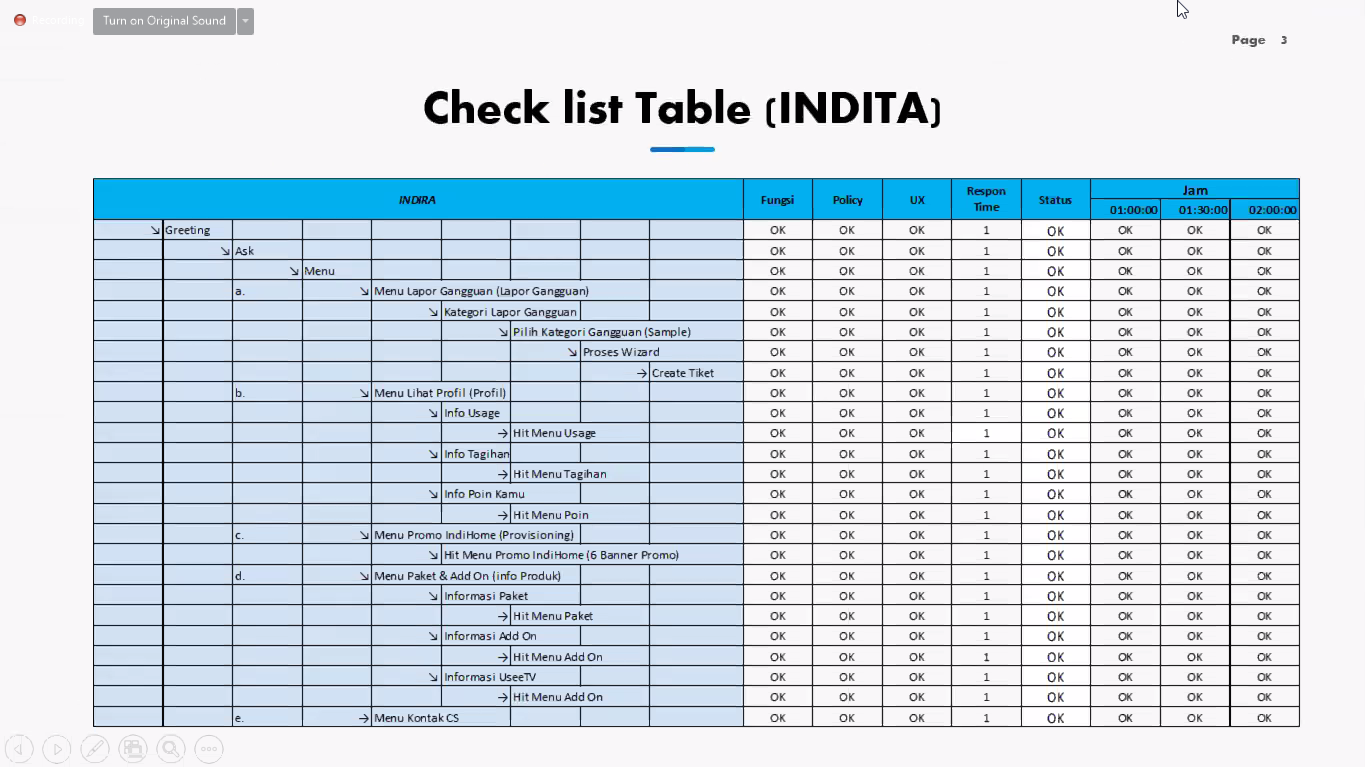 Recording
Turn on Original Sound
Page 3
Check list Table (INDITA)
INDIRA Fungsi Policy UX Respon Time Status Jam
01:00:00 01:30:00 02:00:00
↘ Greeting OK OK OK 1 OK OK OK OK
↘ Ask OK OK OK 1 OK OK OK OK
↘ Menu OK OK OK 1 OK OK OK OK
a. ↘ Menu Lapor Gangguan (Lapor Gangguan) OK OK OK 1 OK OK OK OK
↘ Kategori Lapor Gangguan OK OK OK 1 OK OK OK OK
↘ Pilih Kategori Gangguan (Sample) OK OK OK 1 OK OK OK OK
↘ Proses Wizard OK OK OK 1 OK OK OK OK
→ Create Tiket OK OK OK 1 OK OK OK OK
b. ↘ Menu Lihat Profil (Profil) OK OK OK 1 OK OK OK OK
↘ Info Usage OK OK OK 1 OK OK OK OK
→ Hit Menu Usage OK OK OK 1 OK OK OK OK
↘ Info Tagihan OK OK OK 1 OK OK OK OK
→ Hit Menu Tagihan OK OK OK 1 OK OK OK OK
↘ Info Poin Kamu OK OK OK 1 OK OK OK OK
→ Hit Menu Poin OK OK OK 1 OK OK OK OK
c. ↘ Menu Promo IndiHome (Provisioning) OK OK OK 1 OK OK OK OK
↘ Hit Menu Promo IndiHome (6 Banner Promo) OK OK OK 1 OK OK OK OK
d. ↘ Menu Paket & Add On (info Produk) OK OK OK 1 OK OK OK OK
↘ Informasi Paket OK OK OK 1 OK OK OK OK
→ Hit Menu Paket OK OK OK 1 OK OK OK OK
↘ Informasi Add On OK OK OK 1 OK OK OK OK
→ Hit Menu Add On OK OK OK 1 OK OK OK OK
↘ Informasi UseeTV OK OK OK 1 OK OK OK OK
→ Hit Menu Add On OK OK OK 1 OK OK OK OK
e. → Menu Kontak CS OK OK OK 1 OK OK OK OK